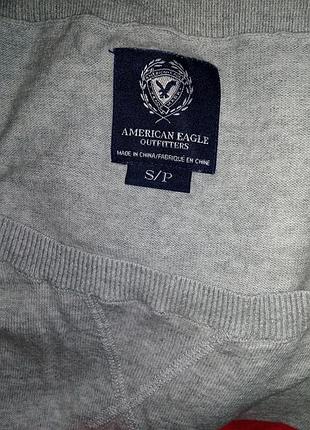 AMERICAN EAGLE
OUTFITTERS
MADE IN CHINA/FABRIQUÉ EN CHINE
S/P